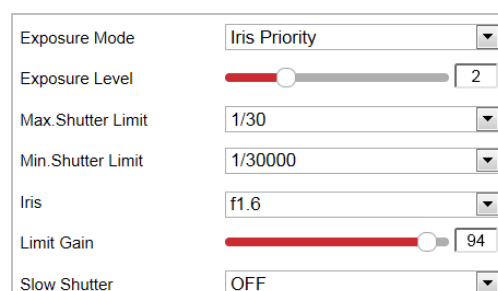 Exposure Mode Iris Priority
Exposure Level 2
Max.Shutter Limit 1/30
Min.Shutter Limit 1/30000
Iris f1.6
Limit Gain 94
Slow Shutter OFF